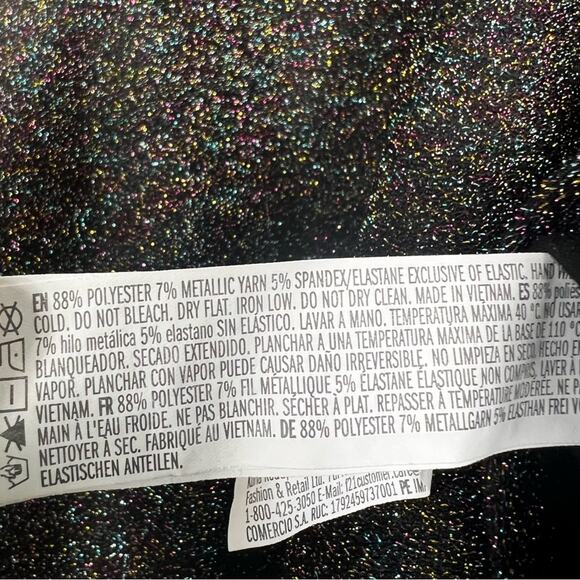 EN 88% POLYESTER 7% METALLIC YARN 5% SPANDEX/ELASTANE EXCLUSIVE OF ELASTIC. HAND
COLD. DO NOT BLEACH. DRY FLAT. IRON LOW. DO NOT DRY CLEAN. MADE IN VIETNAM. ES 88%
7% hilo metálica 5% elastano SIN ELÁSTICO. LAVAR A MANO. TEMPERATURA MÁXIMA 40 °C. NO USAR
BLANQUEADOR. SECADO EXTENDIDO. PLANCHAR A UNA TEMPERATURA MÁXIMA DE LA BASE DE 110 °C
VAPOR. PLANCHAR CON VAPOR PUEDE CAUSAR DAÑO IRREVERSIBLE. NO LIMPIEZA EN SECO. HECHO
VIETNAM. FR 88% POLYESTER 7% FIL MÉTALLIQUE 5% ÉLASTANE ÉLASTIQUE NON COMPRIS. LAVER À
MAIN À L'EAU FROIDE. NE PAS BLANCHIR. SÉCHER À PLAT. REPASSER À TEMPÉRATURE MODÉRÉE. NE
NETTOYER À SEC. FABRIQUÉ AU VIETNAM. DE 88% POLYESTER 7% METALLGARN 5% ELASTHAN FREI
ELASTISCHEN ANTEILEN.
Fashion & Retail Ltd.
1-800-425-3050 E-mail: f21customer.care@
COMERCIO S.A. RUC: 1792459737001 PE